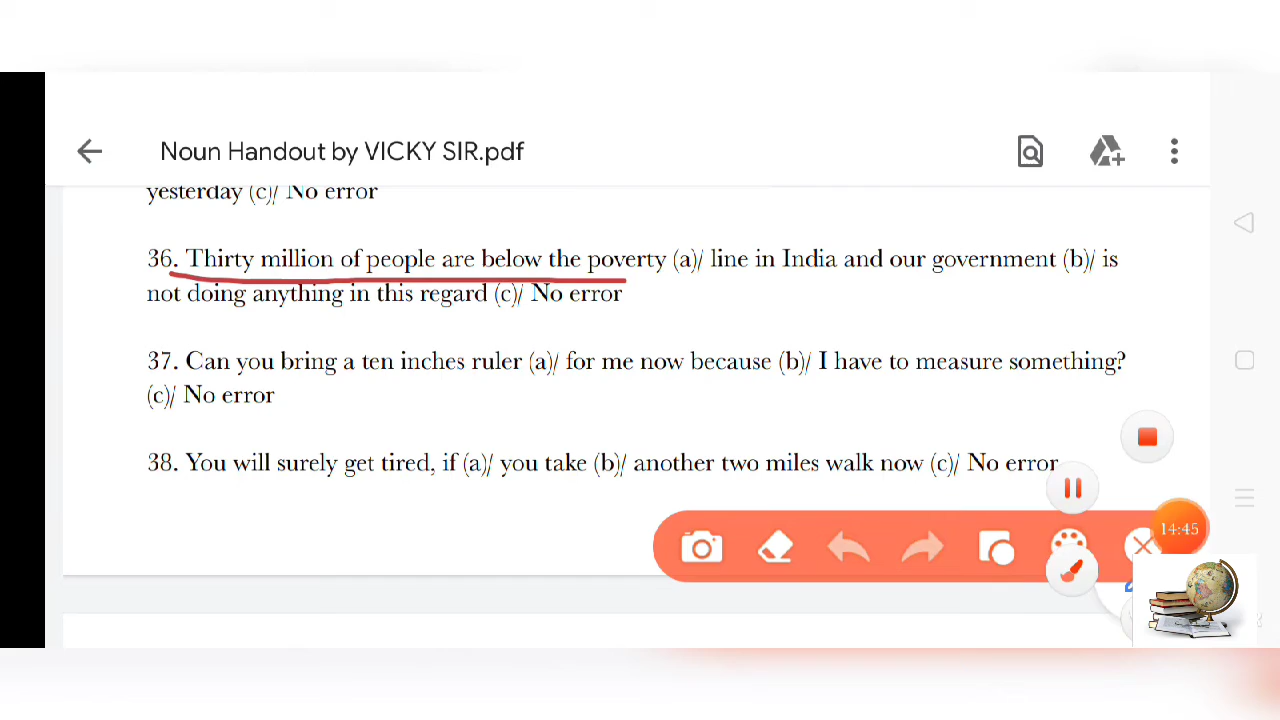 Noun Handout by VICKY SIR.pdf
yesterday (c)/ No error
36. Thirty million of people are below the poverty (a)/ line in India and our government (b)/ is
not doing anything in this regard (c)/ No error
37. Can you bring a ten inches ruler (a)/ for me now because (b)/ I have to measure something?
(c)/ No error
38. You will surely get tired, if (a)/ you take (b)/ another two miles walk now (c)/ No error
14:45